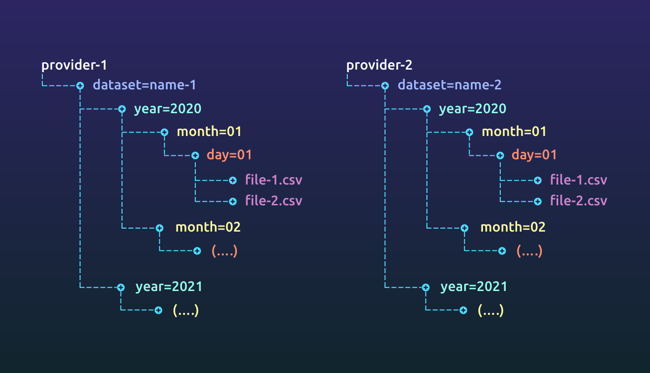 provider-1
dataset=name-1
year=2020
month=01
day=01
file-1.csv
file-2.csv
month=02
(....)
year=2021
(....)
provider-2
dataset=name-2
year=2020
month=01
day=01
file-1.csv
file-2.csv
month=02
(....)
year=2021
(....)